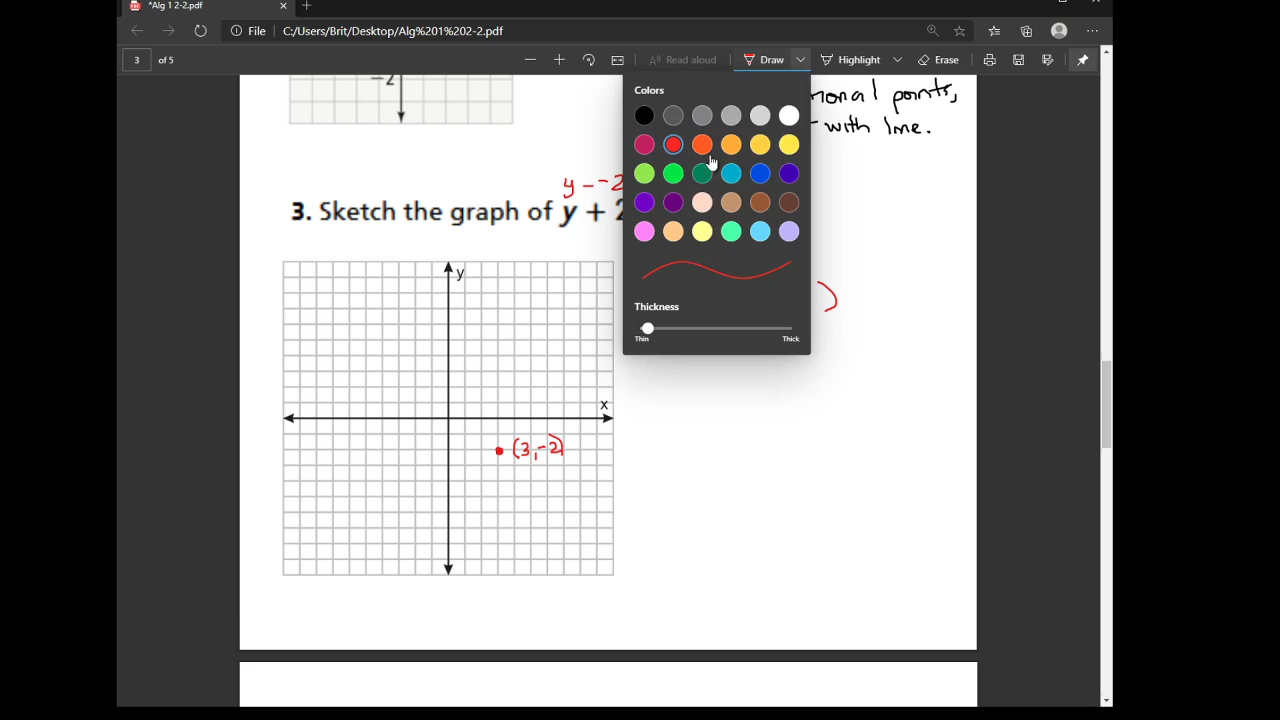 *Alg 1 2-2.pdf
File C:/Users/Brit/Desktop/Alg%201%202-2.pdf
3 of 5 Read aloud Draw Highlight Erase
-2
Colors
points,
with line.
y - -2
3. Sketch the graph of y +
y
Thickness
Thin Thick
x
(3,-2)